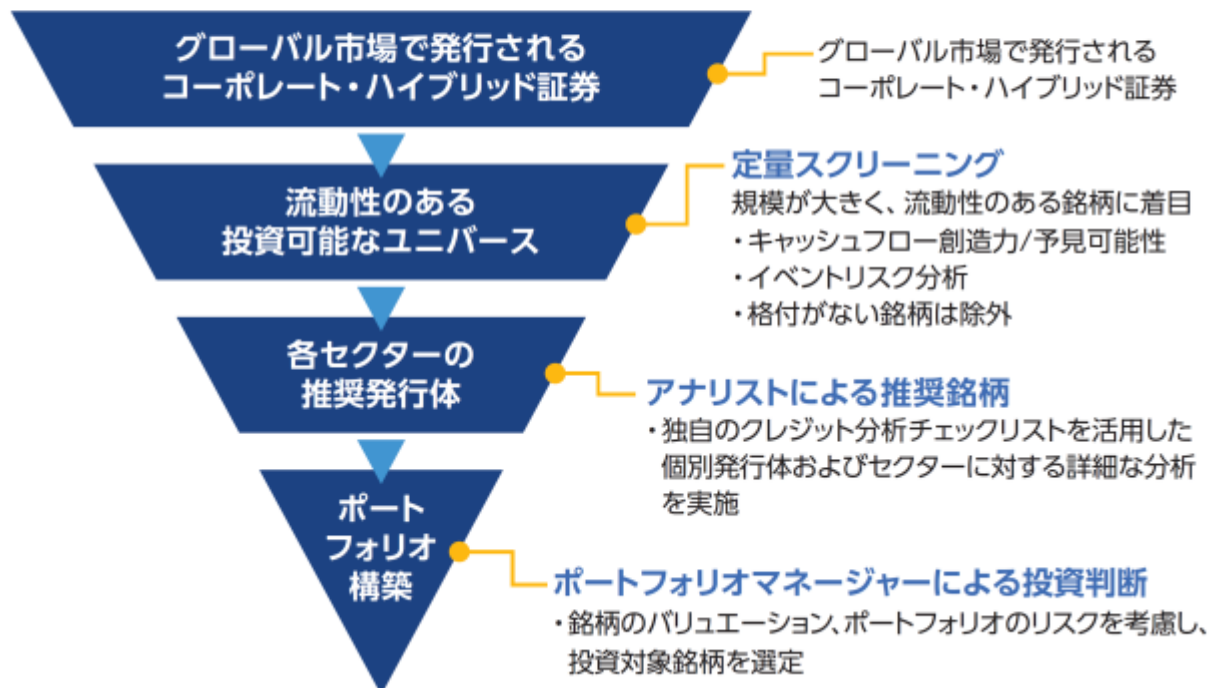 グローバル市場で発行される
コーポレート・ハイブリッド証券
グローバル市場で発行される
コーポレート・ハイブリッド証券
流動性のある
投資可能なユニバース
定量スクリーニング
規模が大きく、流動性のある銘柄に着目
・キャッシュフロー創造力/予見可能性
・イベントリスク分析
・格付がない銘柄は除外
各セクターの
推奨発行体
アナリストによる推奨銘柄
・独自のクレジット分析チェックリストを活用した
個別発行体およびセクターに対する詳細な分析
を実施
ポート
フォリオ
構築
ポートフォリオマネージャーによる投資判断
・銘柄のバリュエーション、ポートフォリオのリスクを考慮し、
投資対象銘柄を選定